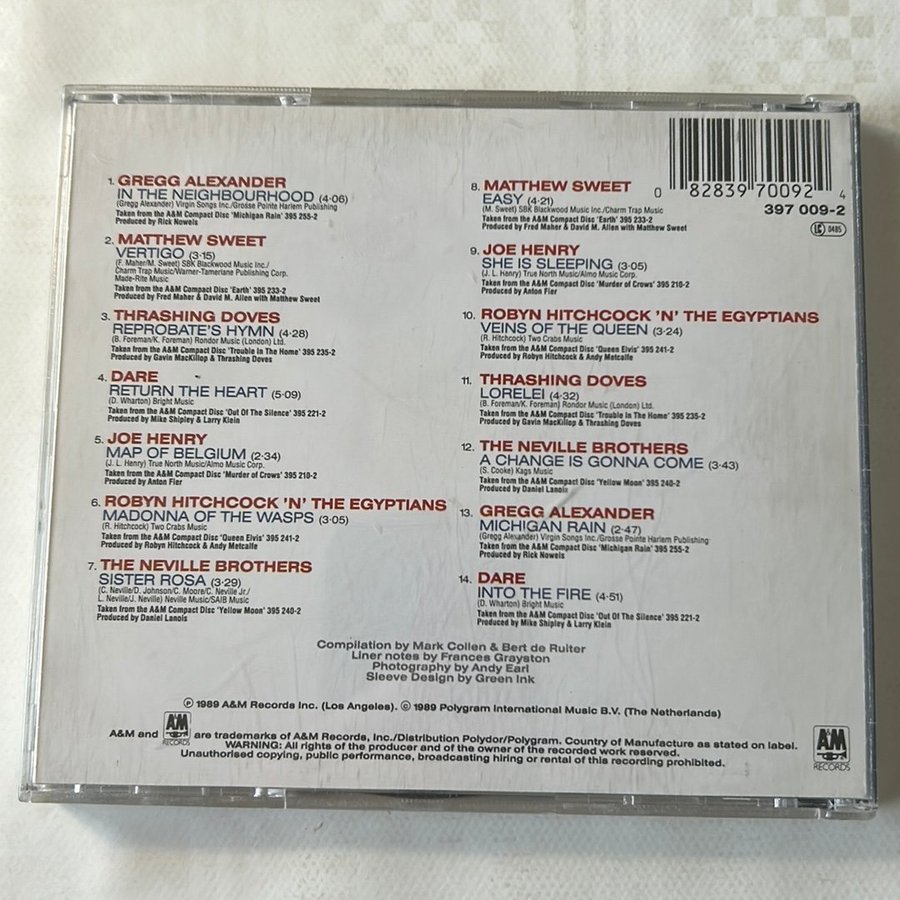 1. GREGG ALEXANDER
IN THE NEIGHBOURHOOD (4·06)
(Gregg Alexander) Virgin Songs Inc./Grosse Pointe Harlem Publishing
Taken from the A&M Compact Disc 'Michigan Rain' 395 255-2
Produced by Rick Nowels
2. MATTHEW SWEET
VERTIGO (3·15)
(F. Maher/M. Sweet) SBK Blackwood Music Inc./
Charm Trap Music/Warner-Tamerlane Publishing Corp.
Made-Rite Music
Taken from the A&M Compact Disc 'Earth' 395 233-2
Produced by Fred Maher & David M. Allen with Matthew Sweet
3. THRASHING DOVES
REPROBATE'S HYMN (4·28)
(B. Foreman/K. Foreman) Rondor Music (London) Ltd.
Taken from the A&M Compact Disc 'Trouble In The Home' 395 235-2
Produced by Gavin MacKillop & Thrashing Doves
4. DARE
RETURN THE HEART (5·09)
(D. Wharton) Bright Music
Taken from the A&M Compact Disc 'Out Of The Silence' 395 221-2
Produced by Mike Shipley & Larry Klein
5. JOE HENRY
MAP OF BELGIUM (2·34)
(J. L. Henry) True North Music/Almo Music Corp.
Taken from the A&M Compact Disc 'Murder of Crows' 395 210-2
Produced by Anton Fier
6. ROBYN HITCHCOCK 'N' THE EGYPTIANS
MADONNA OF THE WASPS (3·05)
(R. Hitchcock) Two Crabs Music
Taken from the A&M Compact Disc 'Queen Elvis' 395 241-2
Produced by Robyn Hitchcock & Andy Metcalfe
7. THE NEVILLE BROTHERS
SISTER ROSA (3·29)
(C. Neville/D. Johnson/C. Moore/C. Neville Jr./
L. Neville/J. Neville) Neville Music/SAIB Music
Taken from the A&M Compact Disc 'Yellow Moon' 395 240-2
Produced by Daniel Lanois
8. MATTHEW SWEET
EASY (4·21)
(M. Sweet) SBK Blackwood Music Inc./Charm Trap Music
Taken from the A&M Compact Disc 'Earth' 395 233-2
Produced by Fred Maher & David M. Allen with Matthew Sweet
9. JOE HENRY
SHE IS SLEEPING (3·05)
(J. L. Henry) True North Music/Almo Music Corp.
Taken from the A&M Compact Disc 'Murder of Crows' 395 210-2
Produced by Anton Fier
10. ROBYN HITCHCOCK 'N' THE EGYPTIANS
VEINS OF THE QUEEN (3·24)
(R. Hitchcock) Two Crabs Music
Taken from the A&M Compact Disc 'Queen Elvis' 395 241-2
Produced by Robyn Hitchcock & Andy Metcalfe
11. THRASHING DOVES
LORELEI (4·32)
(B. Foreman/K. Foreman) Rondor Music (London) Ltd.
Taken from the A&M Compact Disc 'Trouble In The Home' 395 235-2
Produced by Gavin MacKillop & Thrashing Doves
12. THE NEVILLE BROTHERS
A CHANGE IS GONNA COME (3·43)
(S. Cooke) Kags Music
Taken from the A&M Compact Disc 'Yellow Moon' 395 240-2
Produced by Daniel Lanois
13. GREGG ALEXANDER
MICHIGAN RAIN (2·47)
(Gregg Alexander) Virgin Songs Inc./Grosse Pointe Harlem Publishing
Taken from the A&M Compact Disc 'Michigan Rain' 395 255-2
Produced by Rick Nowels
14. DARE
INTO THE FIRE (4·51)
(D. Wharton) Bright Music
Taken from the A&M Compact Disc 'Out Of The Silence' 395 221-2
Produced by Mike Shipley & Larry Klein
0 82839 70092 4
397 009-2
LC 0485
Compilation by Mark Collen & Bert de Ruiter
Liner notes by Frances Grayston
Photography by Andy Earl
Sleeve Design by Green Ink
℗ 1989 A&M Records Inc. (Los Angeles). © 1989 Polygram International Music B.V. (The Netherlands)
A&M and A&M RECORDS are trademarks of A&M Records, Inc./Distribution Polydor/Polygram. Country of Manufacture as stated on label.
WARNING: All rights of the producer and of the owner of the recorded work reserved.
Unauthorised copying, public performance, broadcasting hiring or rental of this recording prohibited.
A&M
RECORDS